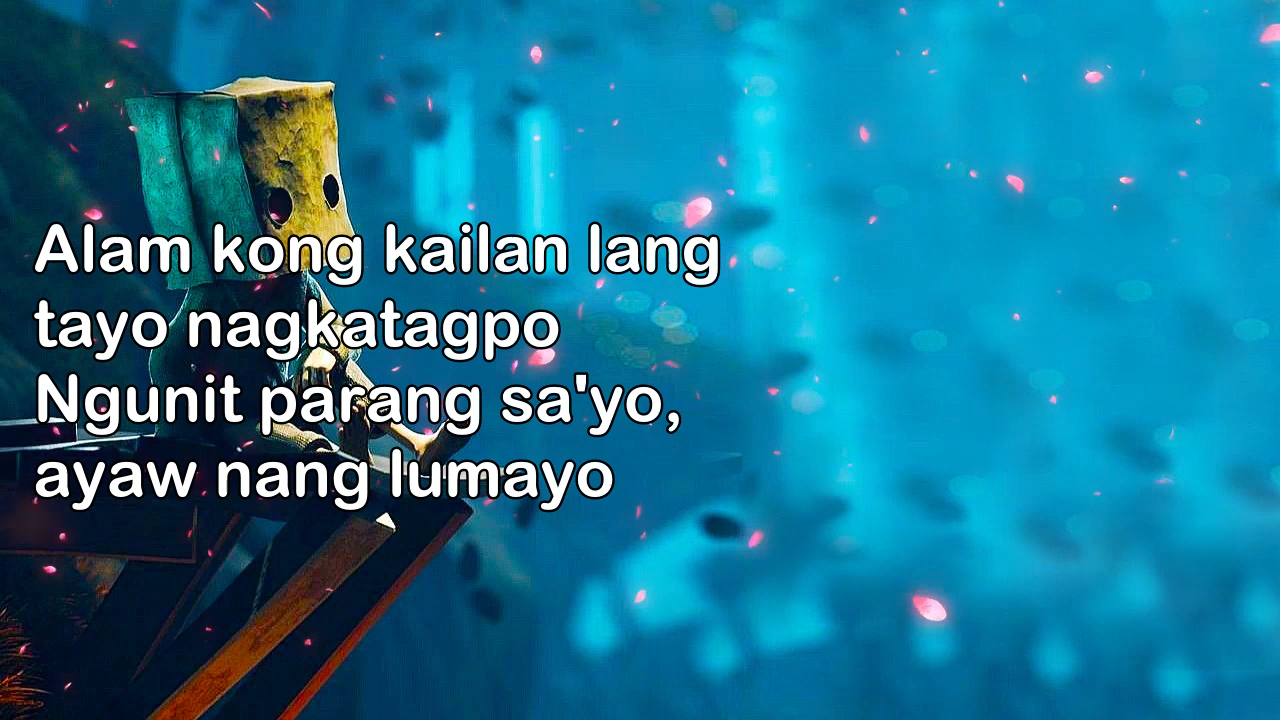 Alam kong kailan lang
tayo nagkatagpo
Ngunit parang sa'yo,
ayaw nang lumayo